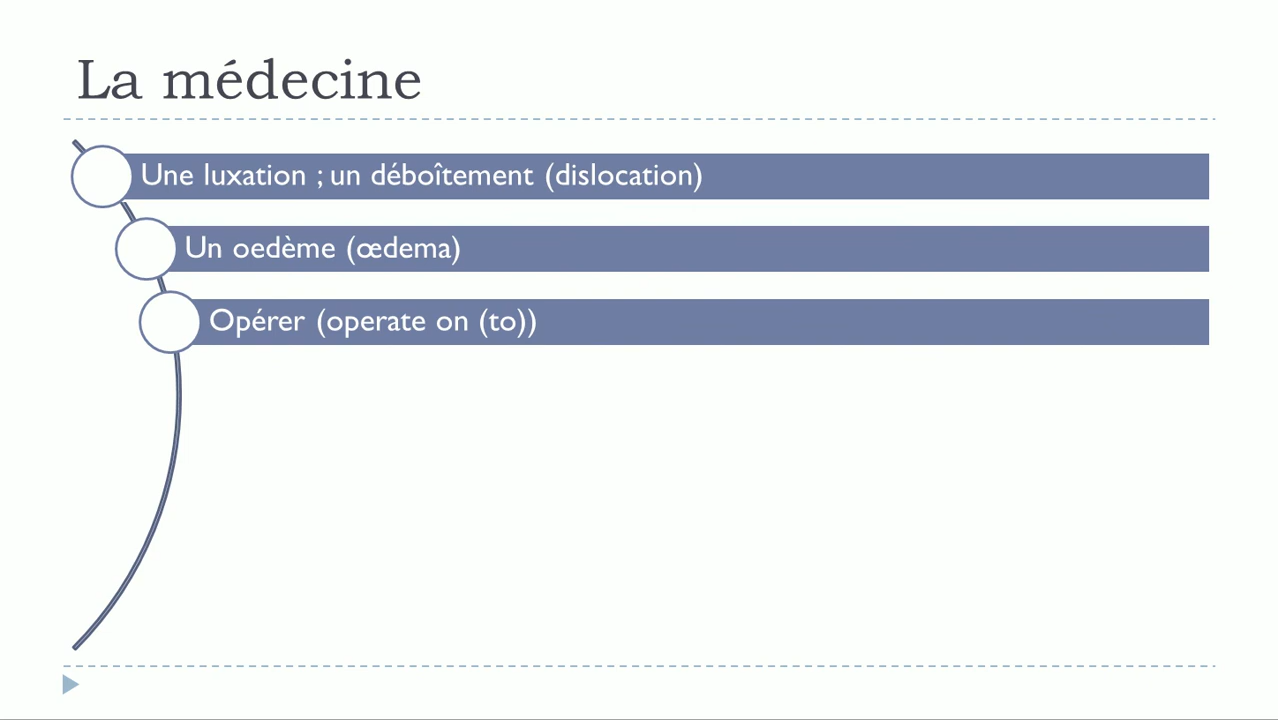 La médecine
Une luxation ; un déboîtement (dislocation)
Un oedème (œdema)
Opérer (operate on (to))